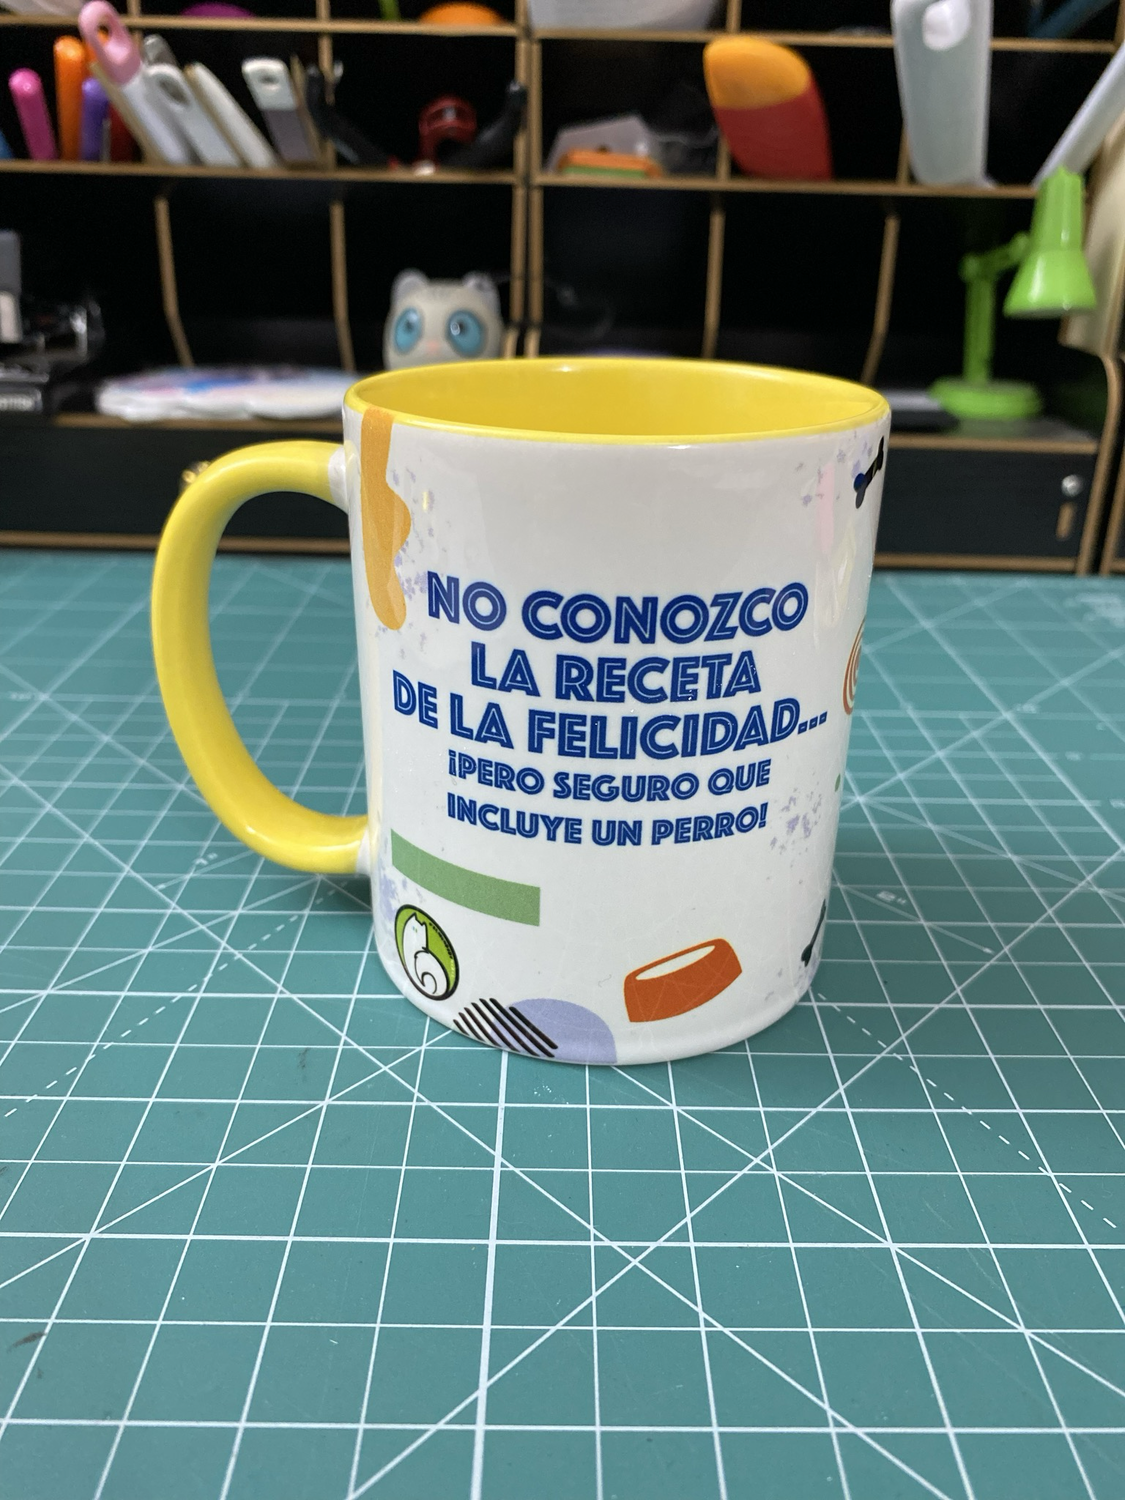 NO CONOZCO
LA RECETA
DE LA FELICIDAD...
¡PERO SEGURO QUE
INCLUYE UN PERRO!